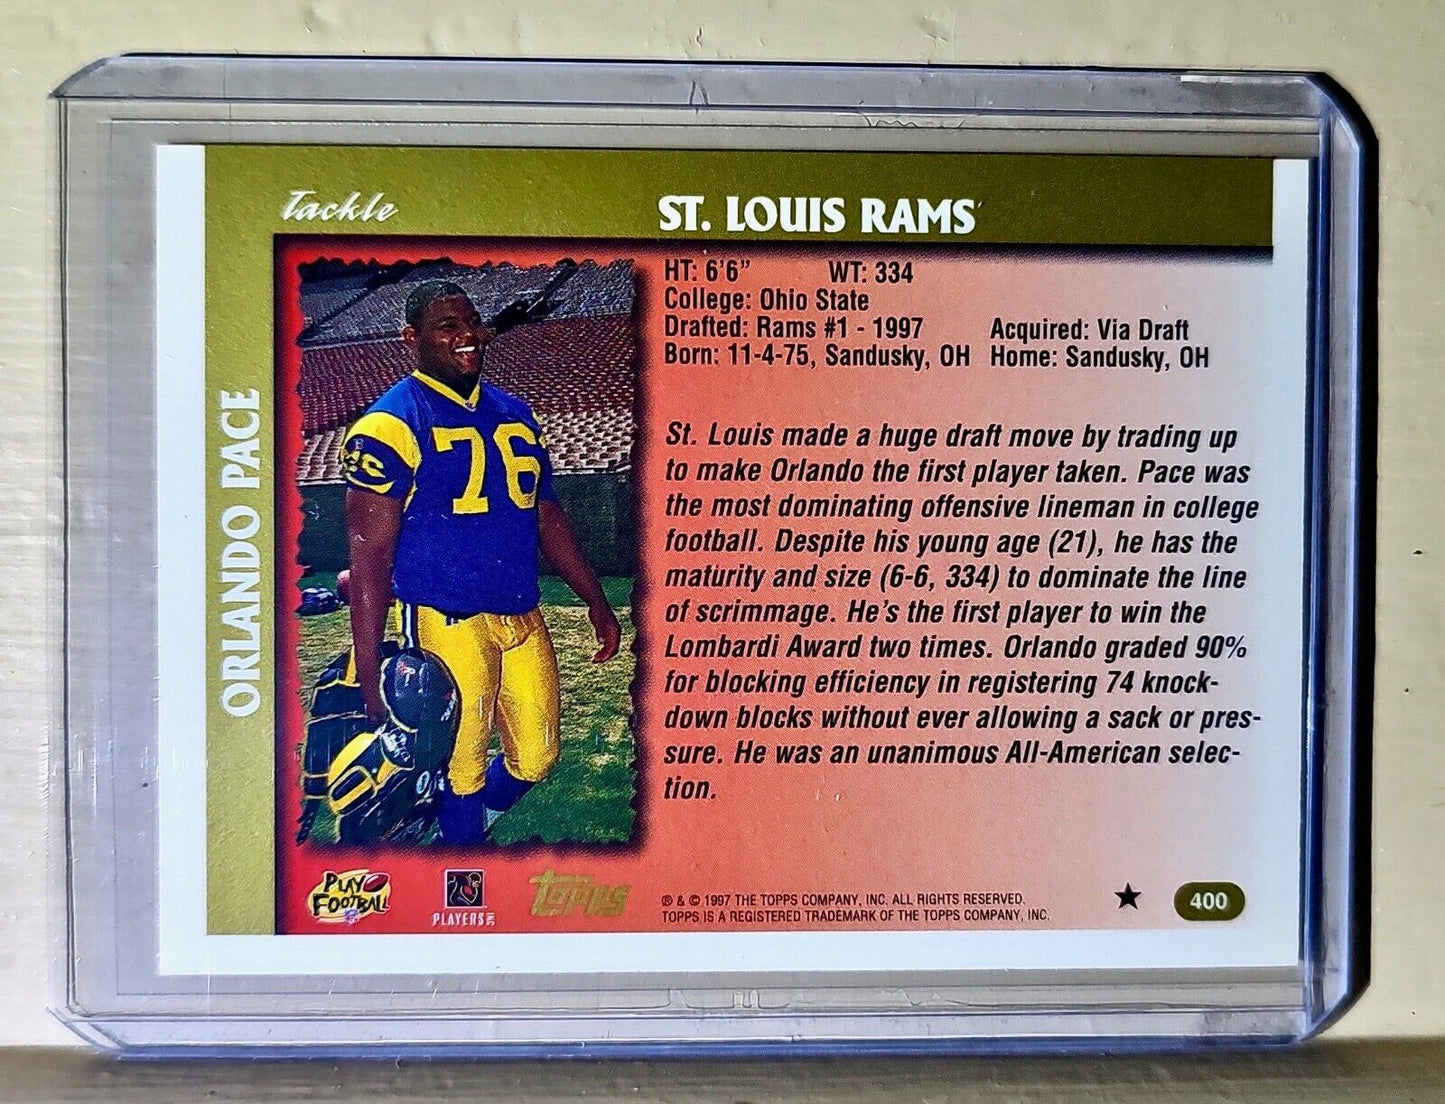 Tackle
ST. LOUIS RAMS
ORLANDO PACE
HT: 6'6" WT: 334
College: Ohio State
Drafted: Rams #1 - 1997 Acquired: Via Draft
Born: 11-4-75, Sandusky, OH Home: Sandusky, OH
St. Louis made a huge draft move by trading up
to make Orlando the first player taken. Pace was
the most dominating offensive lineman in college
football. Despite his young age (21), he has the
maturity and size (6-6, 334) to dominate the line
of scrimmage. He's the first player to win the
Lombardi Award two times. Orlando graded 90%
for blocking efficiency in registering 74 knock-
down blocks without ever allowing a sack or pres-
sure. He was an unanimous All-American selec-
tion.
76
PLAY
FOOTBALL
PLAYERS INC
Topps
® & © 1997 THE TOPPS COMPANY, INC. ALL RIGHTS RESERVED.
TOPPS IS A REGISTERED TRADEMARK OF THE TOPPS COMPANY, INC.
★ 400